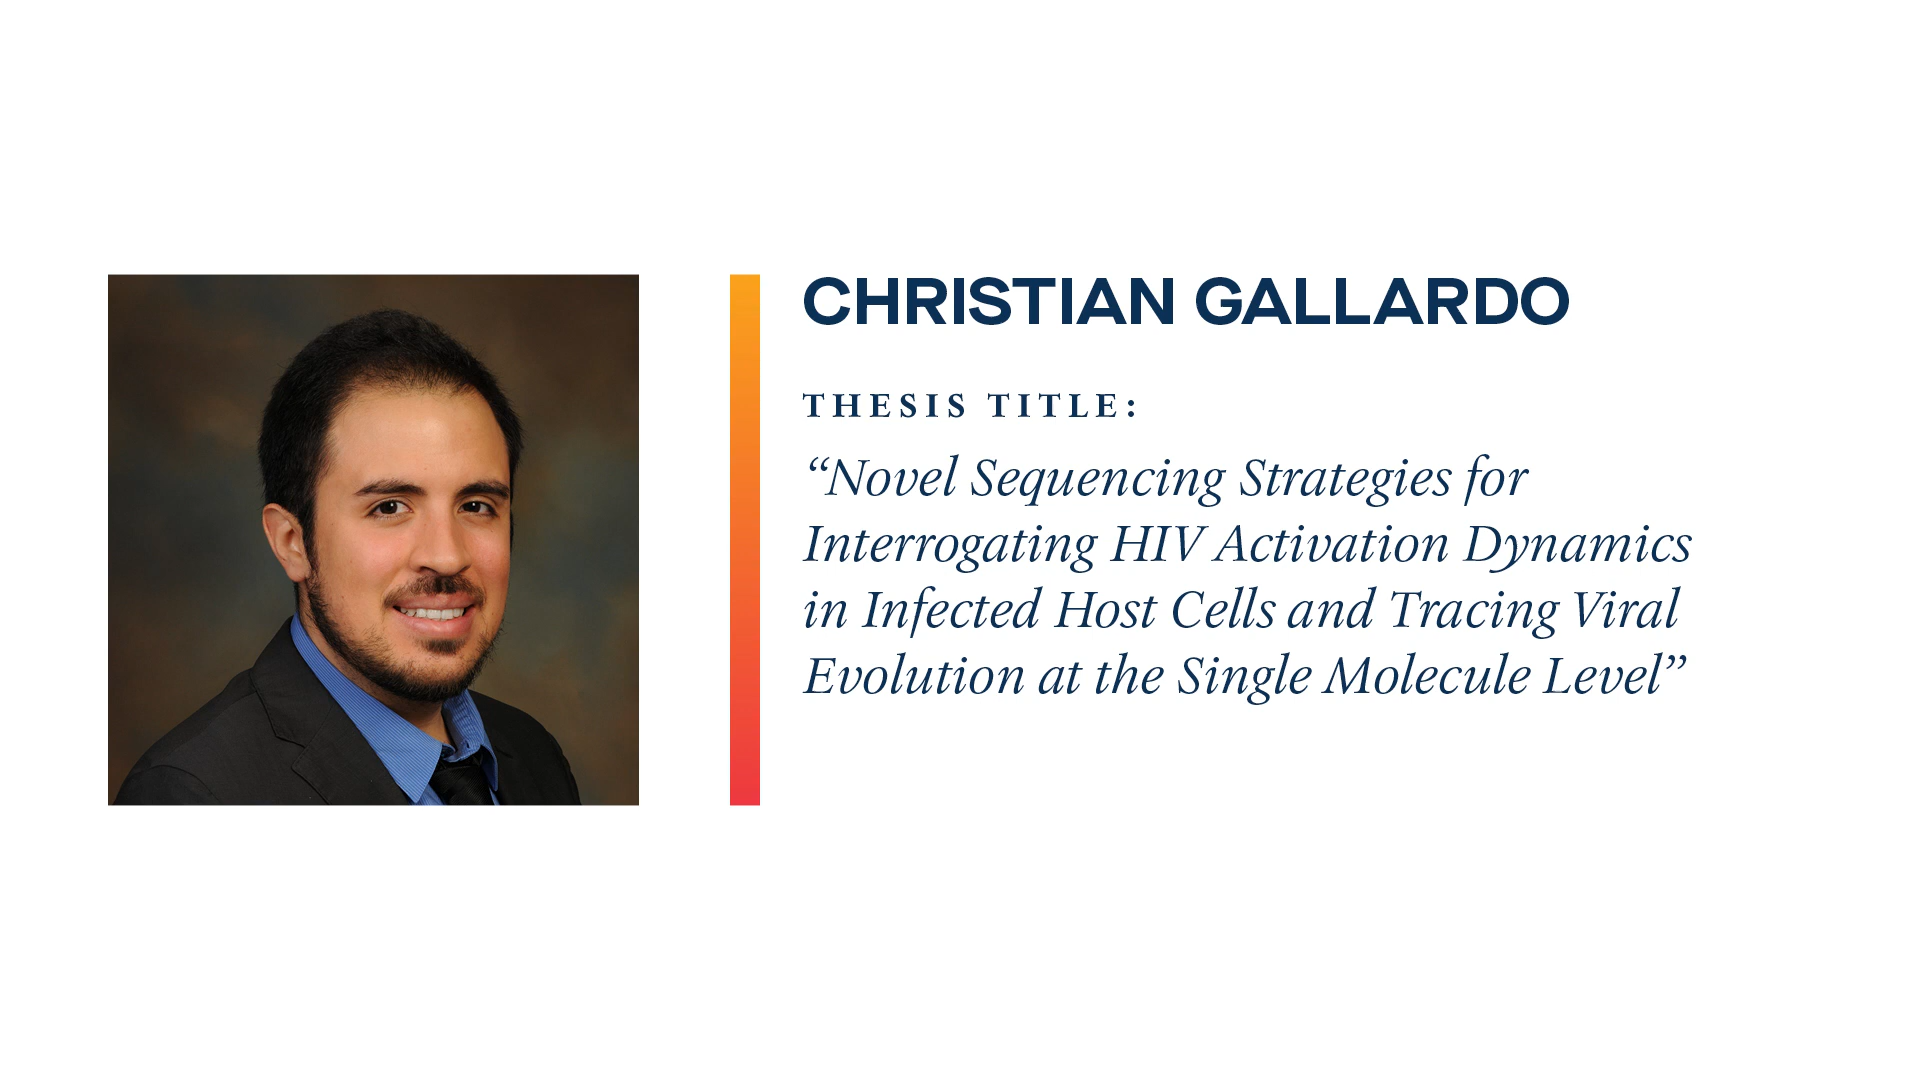 CHRISTIAN GALLARDO
THESIS TITLE:
“Novel Sequencing Strategies for
Interrogating HIV Activation Dynamics
in Infected Host Cells and Tracing Viral
Evolution at the Single Molecule Level”